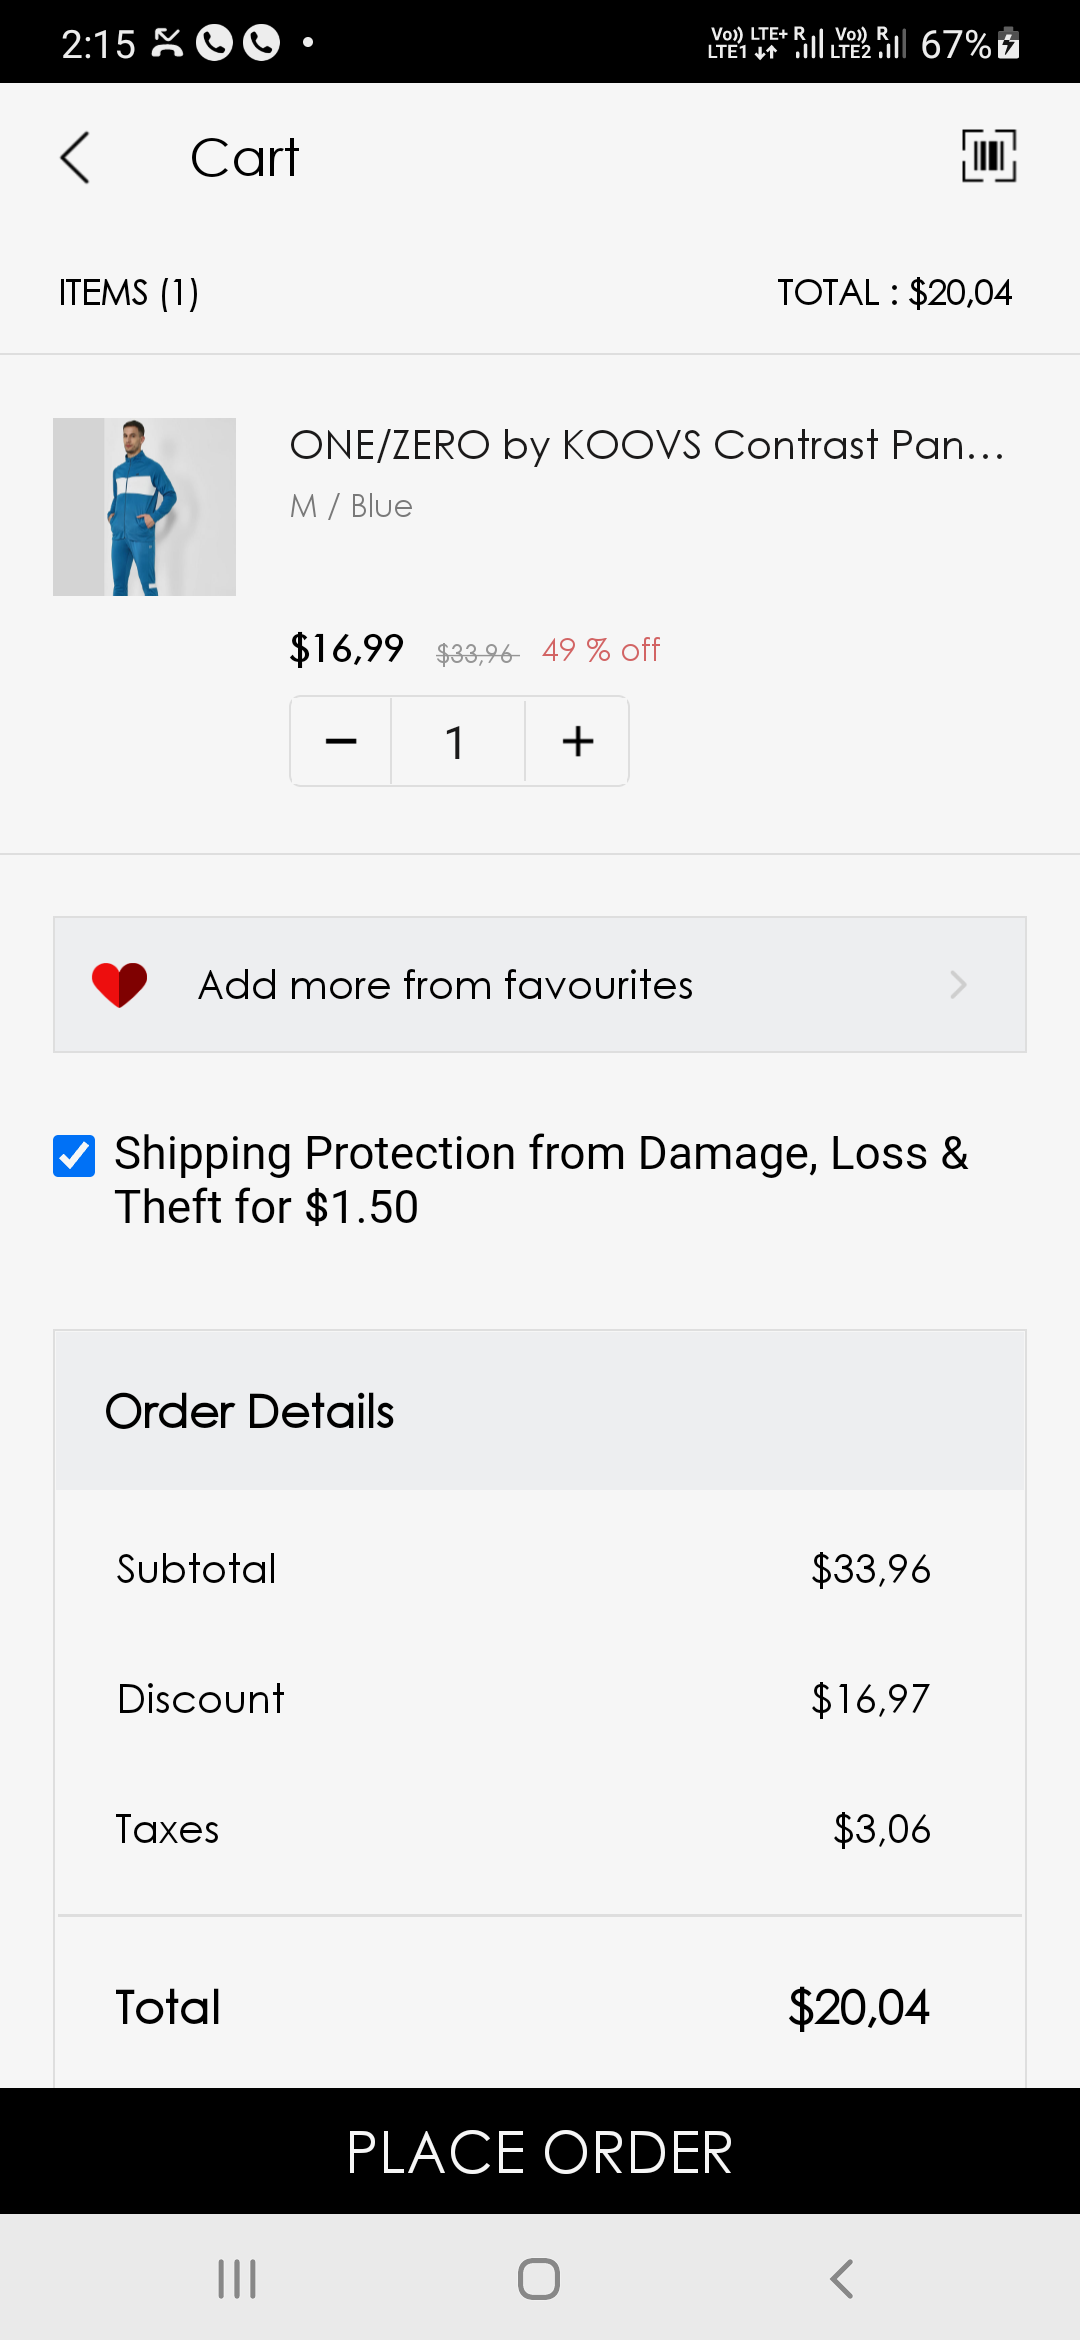 2:15
Vo)) LTE+ R Vo)) R 67%
LTE1 LTE2
Cart
ITEMS (1) TOTAL : $20,04
ONE/ZERO by KOOVS Contrast Pan...
M / Blue
$16,99 $33,96 49 % off
− 1 +
Add more from favourites
Shipping Protection from Damage, Loss &
Theft for $1.50
Order Details
Subtotal $33,96
Discount $16,97
Taxes $3,06
Total $20,04
PLACE ORDER